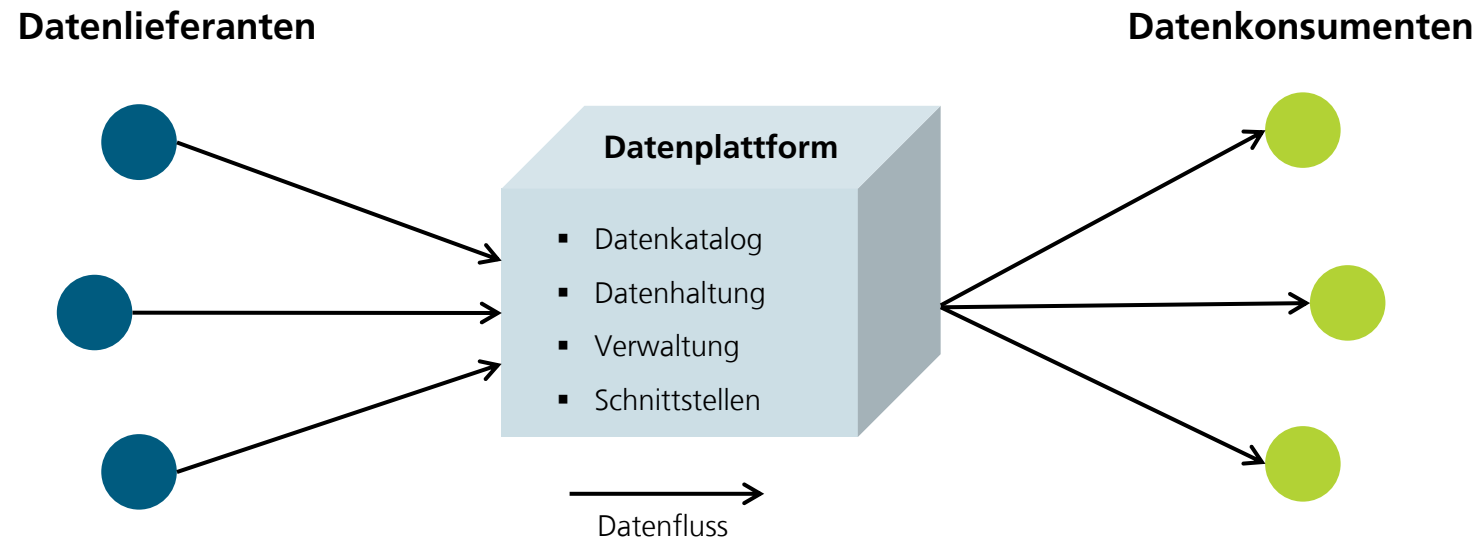 Datenlieferanten
Datenkonsumenten
Datenplattform
▪ Datenkatalog
▪ Datenhaltung
▪ Verwaltung
▪ Schnittstellen
Datenfluss